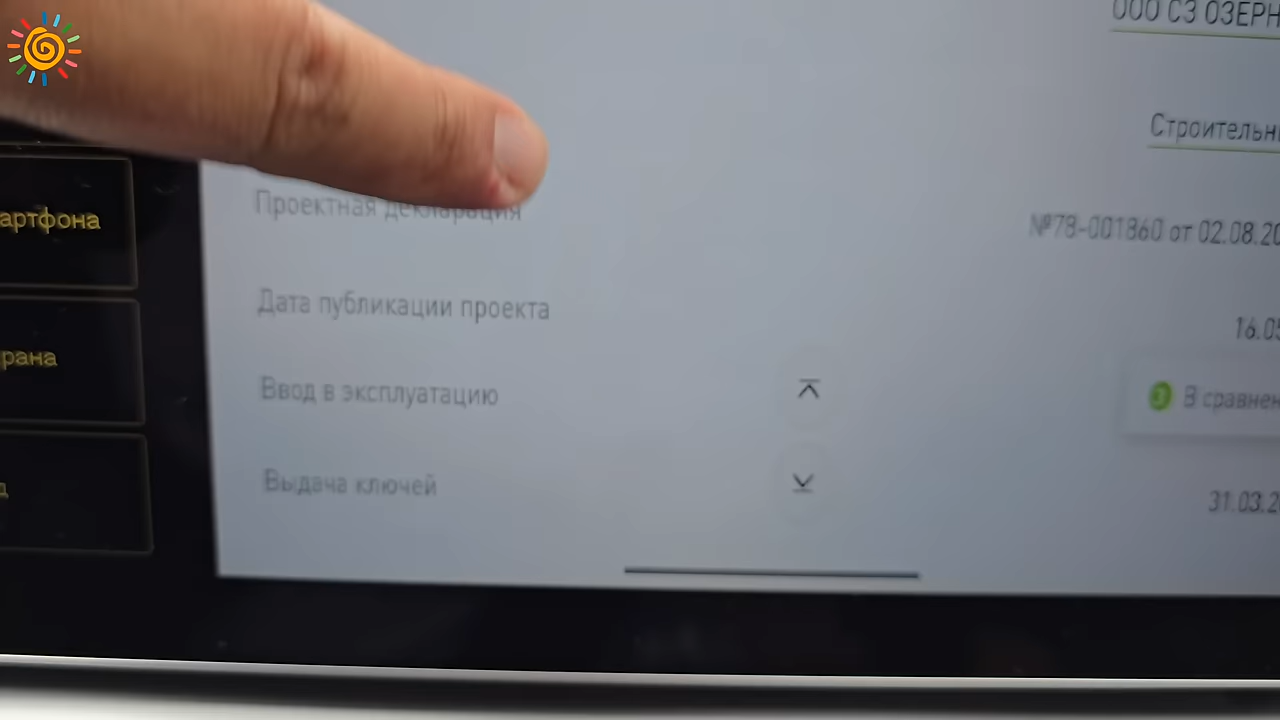 ООО СЗ ОЗЕРН
Строительн
Проектная декларация
№78-001860 от 02.08.20
артфона
Дата публикации проекта
16.05
рана
Ввод в эксплуатацию
В сравнен
Выдача ключей
31.03.2